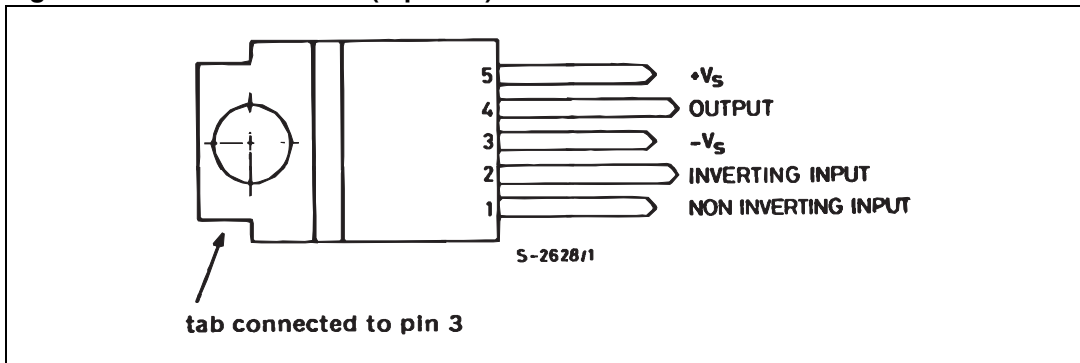 5 +Vs
4 OUTPUT
3 -Vs
2 INVERTING INPUT
1 NON INVERTING INPUT
S-2628/1
tab connected to pin 3